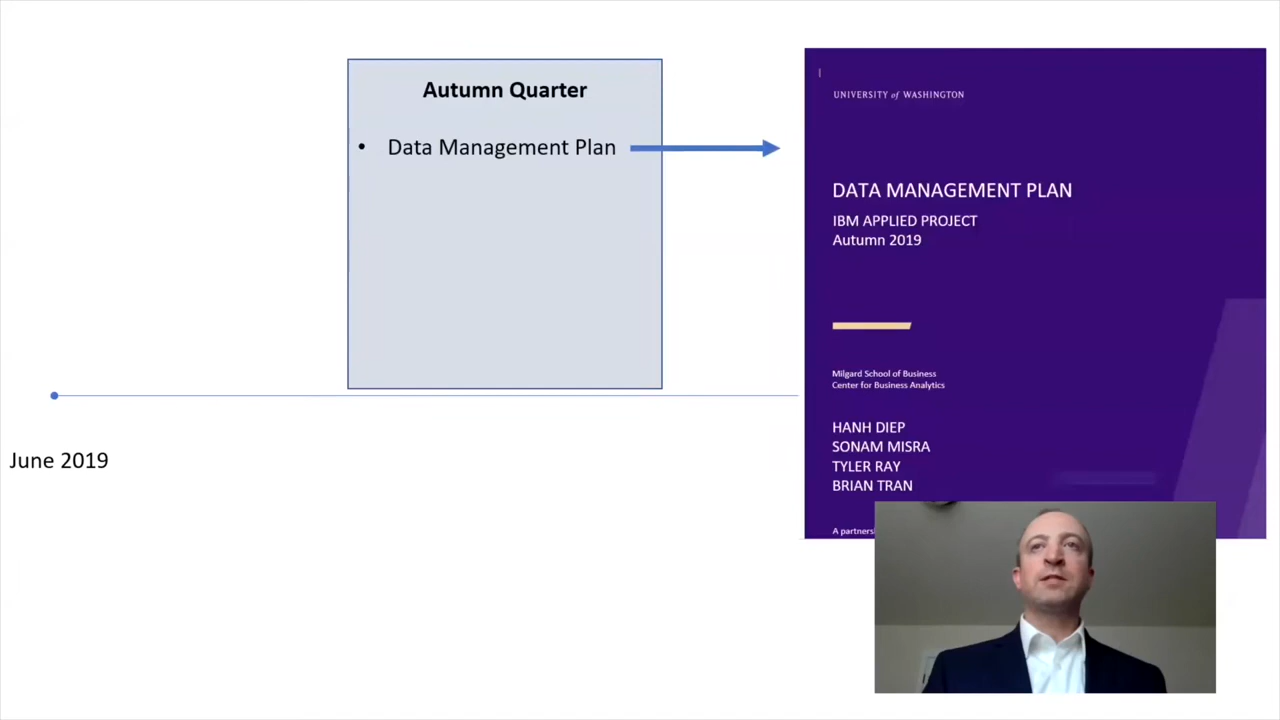 Autumn Quarter
• Data Management Plan
June 2019
UNIVERSITY of WASHINGTON
DATA MANAGEMENT PLAN
IBM APPLIED PROJECT
Autumn 2019
Milgard School of Business
Center for Business Analytics
HANH DIEP
SONAM MISRA
TYLER RAY
BRIAN TRAN
A